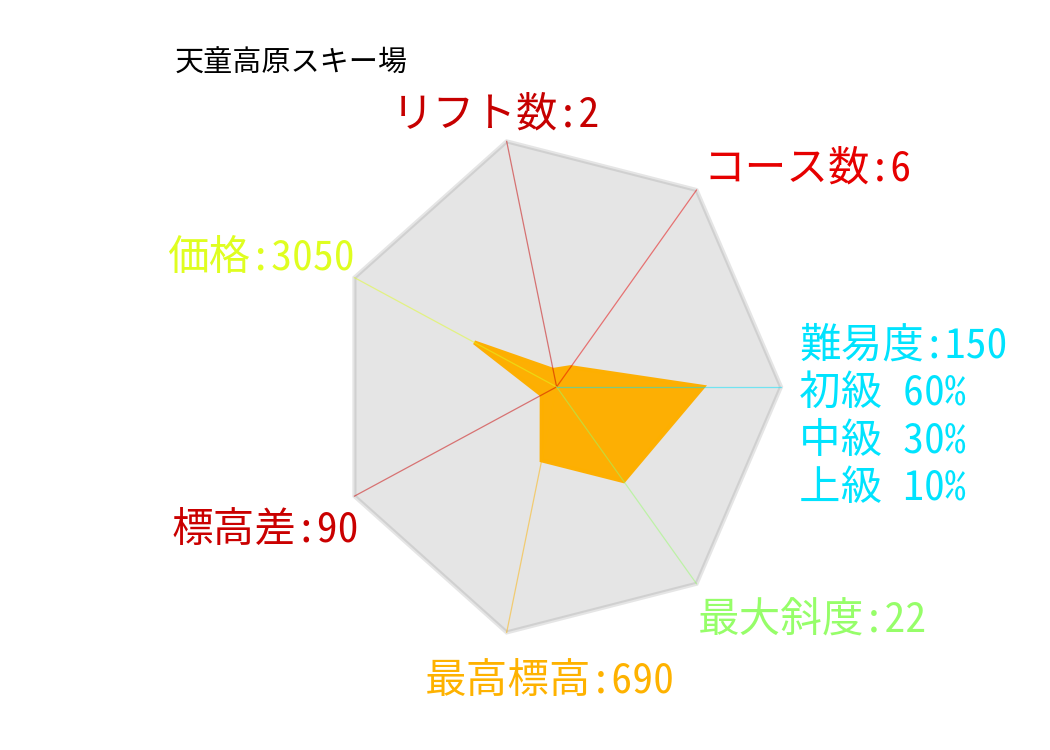 天童高原スキー場
リフト数:2
コース数:6
価格:3050
難易度:150
初級 60%
中級 30%
上級 10%
標高差:90
最大斜度:22
最高標高:690